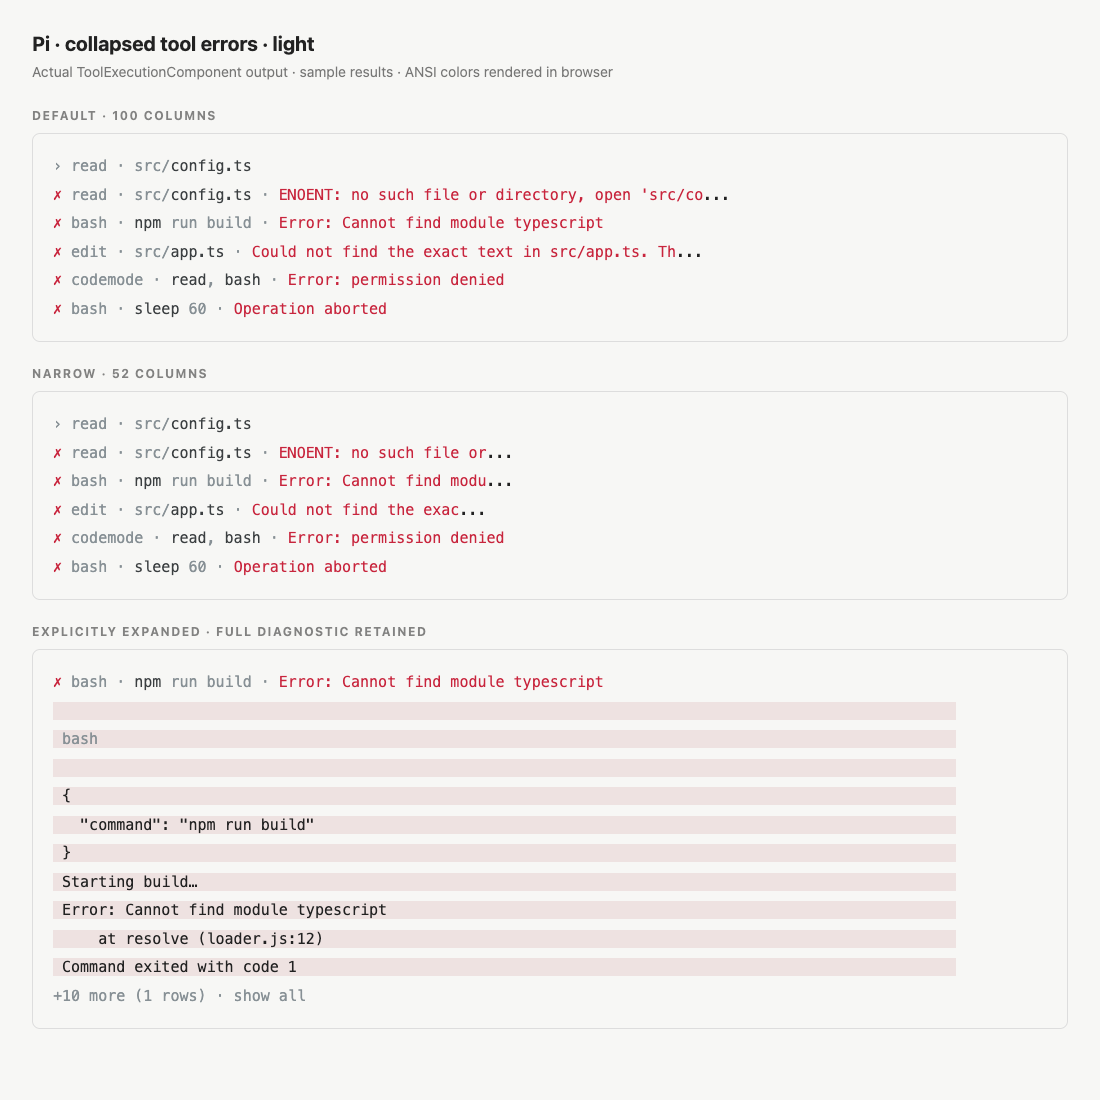 Pi · collapsed tool errors · light
Actual ToolExecutionComponent output · sample results · ANSI colors rendered in browser
DEFAULT · 100 COLUMNS
› read · src/config.ts
✗ read · src/config.ts · ENOENT: no such file or directory, open 'src/co...
✗ bash · npm run build · Error: Cannot find module typescript
✗ edit · src/app.ts · Could not find the exact text in src/app.ts. Th...
✗ codemode · read, bash · Error: permission denied
✗ bash · sleep 60 · Operation aborted
NARROW · 52 COLUMNS
› read · src/config.ts
✗ read · src/config.ts · ENOENT: no such file or...
✗ bash · npm run build · Error: Cannot find modu...
✗ edit · src/app.ts · Could not find the exac...
✗ codemode · read, bash · Error: permission denied
✗ bash · sleep 60 · Operation aborted
EXPLICITLY EXPANDED · FULL DIAGNOSTIC RETAINED
✗ bash · npm run build · Error: Cannot find module typescript
bash
{
  "command": "npm run build"
}
Starting build…
Error: Cannot find module typescript
    at resolve (loader.js:12)
Command exited with code 1
+10 more (1 rows) · show all